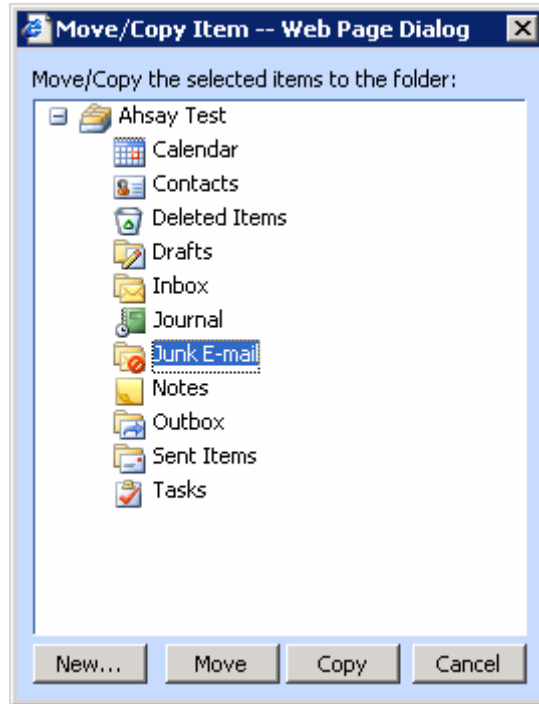 Move/Copy Item -- Web Page Dialog
Move/Copy the selected items to the folder:
Ahsay Test
Calendar
Contacts
Deleted Items
Drafts
Inbox
Journal
Junk E-mail
Notes
Outbox
Sent Items
Tasks
New... Move Copy Cancel